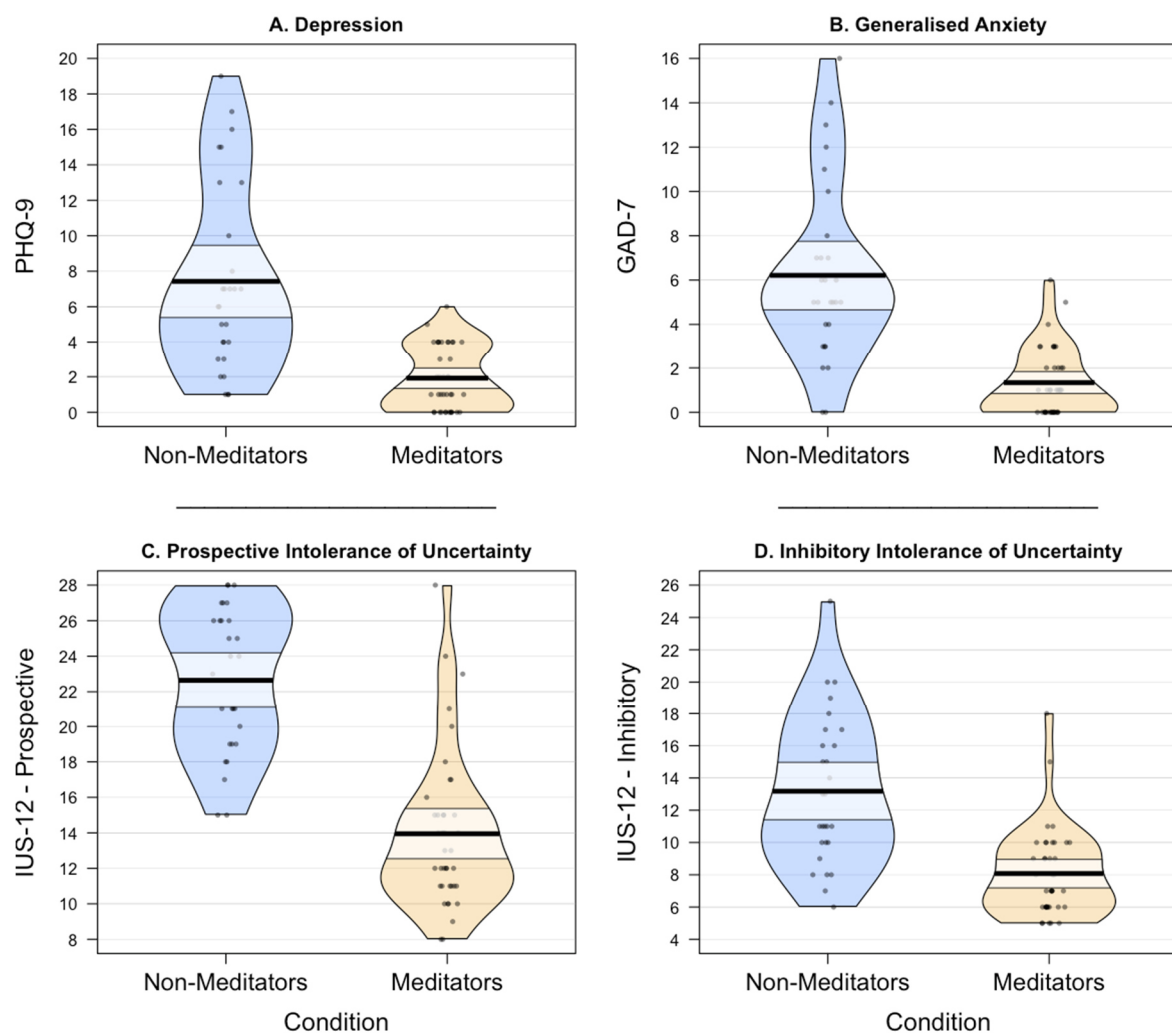 A. Depression
PHQ-9
20
18
16
14
12
10
8
6
4
2
0
Non-Meditators
Meditators
B. Generalised Anxiety
GAD-7
16
14
12
10
8
6
4
2
0
Non-Meditators
Meditators
C. Prospective Intolerance of Uncertainty
IUS-12 - Prospective
28
26
24
22
20
18
16
14
12
10
8
Non-Meditators
Meditators
Condition
D. Inhibitory Intolerance of Uncertainty
IUS-12 - Inhibitory
26
24
22
20
18
16
14
12
10
8
6
4
Non-Meditators
Meditators
Condition